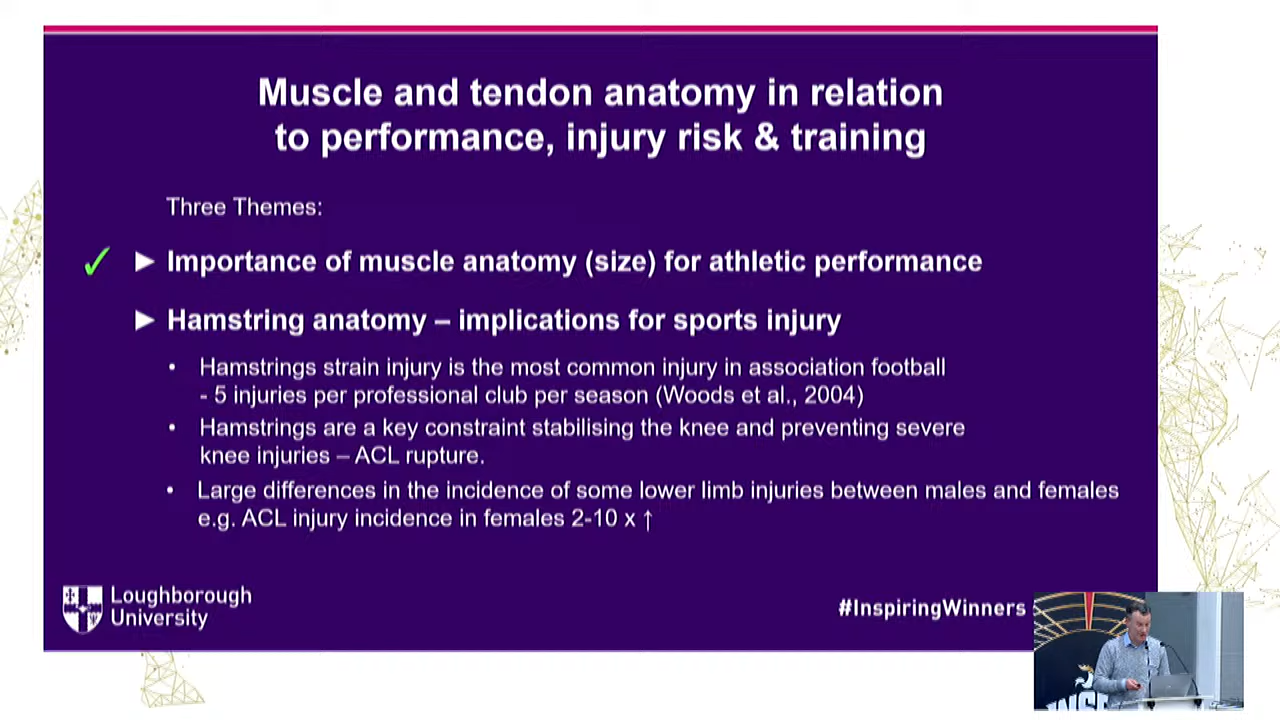 Muscle and tendon anatomy in relation
to performance, injury risk & training
Three Themes:
✓ ► Importance of muscle anatomy (size) for athletic performance
► Hamstring anatomy – implications for sports injury
• Hamstrings strain injury is the most common injury in association football
- 5 injuries per professional club per season (Woods et al., 2004)
• Hamstrings are a key constraint stabilising the knee and preventing severe
knee injuries – ACL rupture.
• Large differences in the incidence of some lower limb injuries between males and females
e.g. ACL injury incidence in females 2-10 x ↑
Loughborough
University
#InspiringWinners